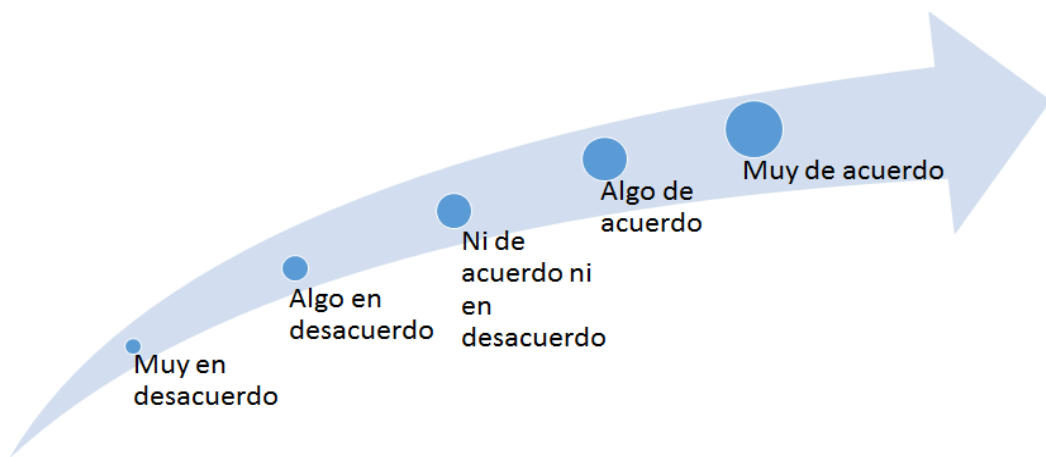 Muy en
desacuerdo
Algo en
desacuerdo
Ni de
acuerdo ni
en
desacuerdo
Algo de
acuerdo
Muy de acuerdo